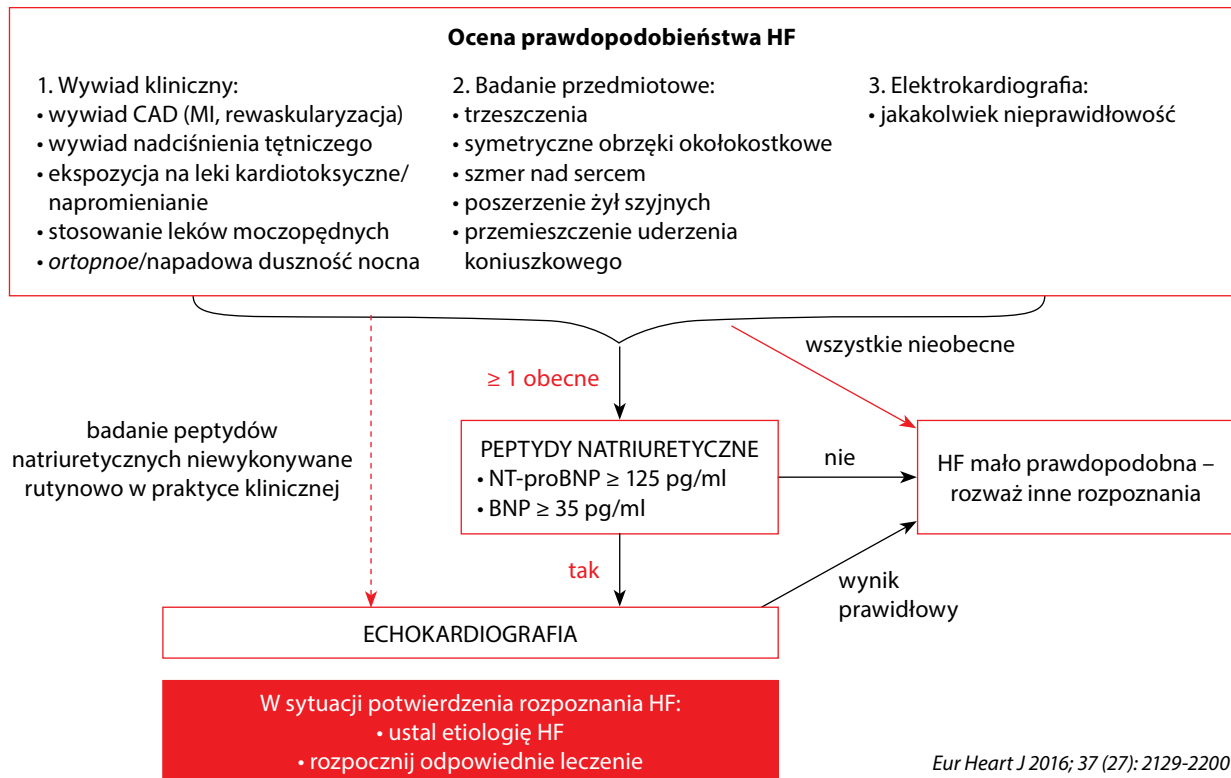 Ocena prawdopodobieństwa HF
1. Wywiad kliniczny:
• wywiad CAD (MI, rewaskularyzacja)
• wywiad nadciśnienia tętniczego
• ekspozycja na leki kardiotoksyczne/
napromienianie
• stosowanie leków moczopędnych
• ortopnoe/napadowa duszność nocna
2. Badanie przedmiotowe:
• trzeszczenia
• symetryczne obrzęki okołokostkowe
• szmer nad sercem
• poszerzenie żył szyjnych
• przemieszczenie uderzenia
koniuszkowego
3. Elektrokardiografia:
• jakakolwiek nieprawidłowość
wszystkie nieobecne
≥ 1 obecne
badanie peptydów
natriuretycznych niewykonywane
rutynowo w praktyce klinicznej
PEPTYDY NATRIURETYCZNE
• NT-proBNP ≥ 125 pg/ml
• BNP ≥ 35 pg/ml
nie
HF mało prawdopodobna –
rozważ inne rozpoznania
tak
wynik
prawidłowy
ECHOKARDIOGRAFIA
W sytuacji potwierdzenia rozpoznania HF:
• ustal etiologię HF
• rozpocznij odpowiednie leczenie
Eur Heart J 2016; 37 (27): 2129-2200